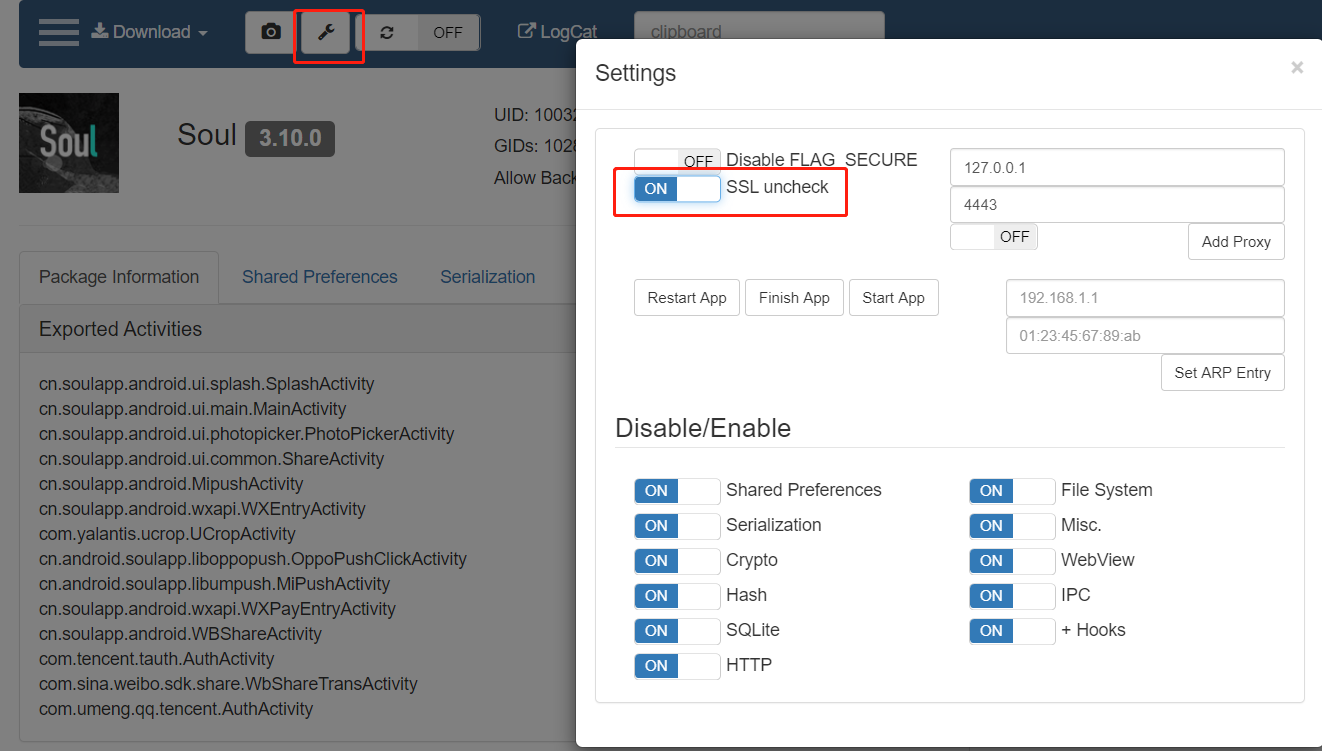 Download
OFF
LogCat
clipboard
Settings
×
Soul
Soul 3.10.0
UID: 10032
GIDs: 1028
Allow Back
OFF Disable FLAG_SECURE
ON SSL uncheck
127.0.0.1
4443
OFF
Add Proxy
Restart App
Finish App
Start App
192.168.1.1
01:23:45:67:89:ab
Set ARP Entry
Package Information
Shared Preferences
Serialization
Exported Activities
cn.soulapp.android.ui.splash.SplashActivity
cn.soulapp.android.ui.main.MainActivity
cn.soulapp.android.ui.photopicker.PhotoPickerActivity
cn.soulapp.android.ui.common.ShareActivity
cn.soulapp.android.MipushActivity
cn.soulapp.android.wxapi.WXEntryActivity
com.yalantis.ucrop.UCropActivity
cn.android.soulapp.liboppopush.OppoPushClickActivity
cn.android.soulapp.libumpush.MiPushActivity
cn.soulapp.android.wxapi.WXPayEntryActivity
cn.soulapp.android.WBShareActivity
com.tencent.tauth.AuthActivity
com.sina.weibo.sdk.share.WbShareTransActivity
com.umeng.qq.tencent.AuthActivity
Disable/Enable
ON Shared Preferences
ON File System
ON Serialization
ON Misc.
ON Crypto
ON WebView
ON Hash
ON IPC
ON SQLite
ON + Hooks
ON HTTP